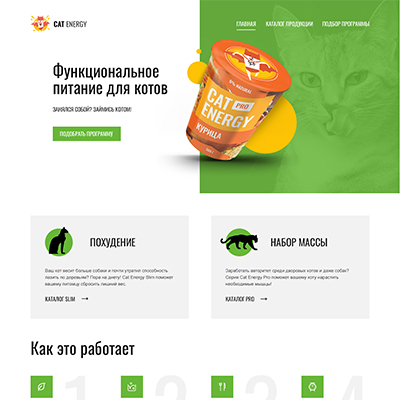 CAT ENERGY
ГЛАВНАЯ КАТАЛОГ ПРОДУКЦИИ ПОДБОР ПРОГРАММЫ
Функциональное
питание для котов
ЗАНЯЛСЯ СОБОЙ? ЗАЙМИСЬ КОТОМ!
ПОДОБРАТЬ ПРОГРАММУ
CAT
PRO
ENERGY
КУРИЦА
ПОХУДЕНИЕ
Ваш кот весит больше собаки и почти утратил способность
лазить по деревьям? Пора на диету! Cat Energy Slim поможет
вашему питомцу сбросить лишний вес.
КАТАЛОГ SLIM
НАБОР МАССЫ
Заработать авторитет среди дворовых котов и даже собак?
Серия Cat Energy Pro поможет вашему коту нарастить
необходимые мышцы!
КАТАЛОГ PRO
Как это работает
1 2 3 4